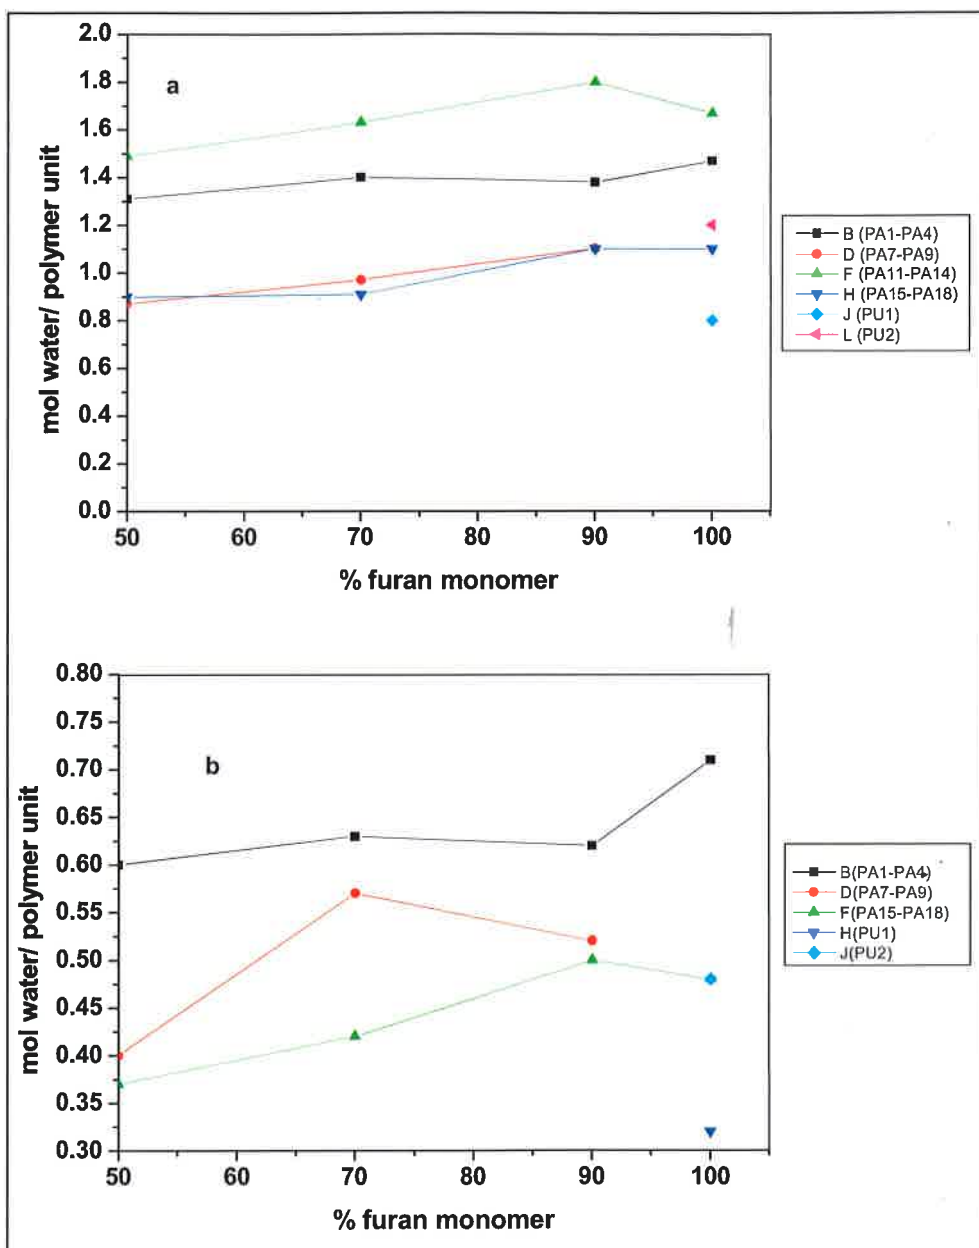 2.0
a
1.8
1.6
1.4
1.2
1.0
0.8
0.6
0.4
0.2
0.0
mol water/ polymer unit
50 60 70 80 90 100
% furan monomer
B (PA1-PA4)
D (PA7-PA9)
F (PA11-PA14)
H (PA15-PA18)
J (PU1)
L (PU2)
0.80
0.75
0.70
b
0.65
0.60
0.55
0.50
0.45
0.40
0.35
0.30
mol water/ polymer unit
50 60 70 80 90 100
% furan monomer
B(PA1-PA4)
D(PA7-PA9)
F(PA15-PA18)
H(PU1)
J(PU2)